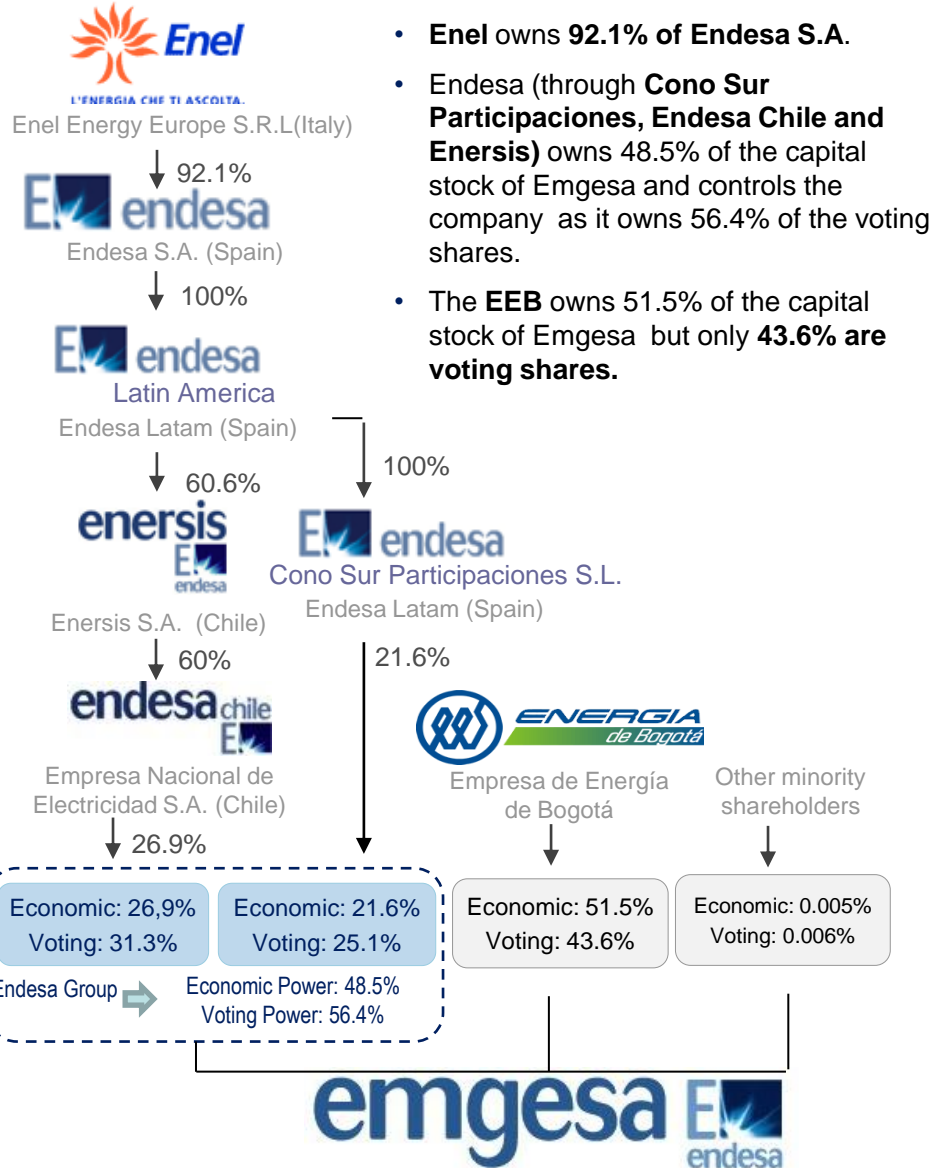 Enel
L'ENERGIA CHE TI ASCOLTA.
Enel Energy Europe S.R.L(Italy)
92.1%
endesa
Endesa S.A. (Spain)
100%
endesa
Latin America
Endesa Latam (Spain)
60.6%
100%
enersis
endesa
Enersis S.A. (Chile)
endesa
Cono Sur Participaciones S.L.
Endesa Latam (Spain)
60%
21.6%
endesa chile
Empresa Nacional de
Electricidad S.A. (Chile)
26.9%
ENERGIA
de Bogotá
Empresa de Energía
de Bogotá
Other minority
shareholders
• Enel owns 92.1% of Endesa S.A.
• Endesa (through Cono Sur
Participaciones, Endesa Chile and
Enersis) owns 48.5% of the capital
stock of Emgesa and controls the
company as it owns 56.4% of the voting
shares.
• The EEB owns 51.5% of the capital
stock of Emgesa but only 43.6% are
voting shares.
Economic: 26,9%
Voting: 31.3%
Economic: 21.6%
Voting: 25.1%
Economic: 51.5%
Voting: 43.6%
Economic: 0.005%
Voting: 0.006%
Endesa Group
Economic Power: 48.5%
Voting Power: 56.4%
emgesa
endesa